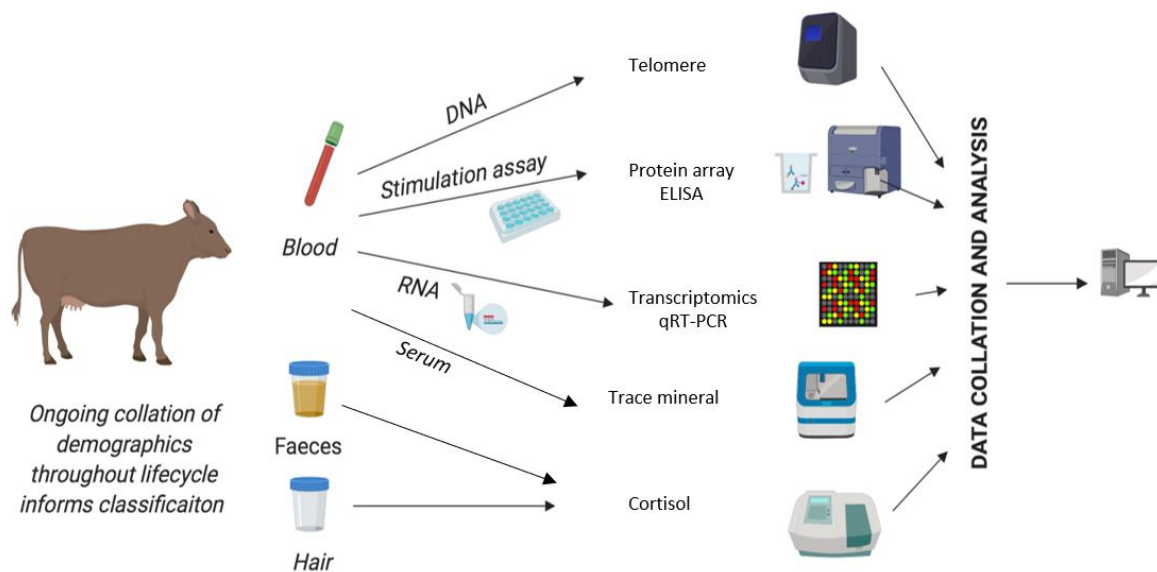 Telomere
DNA
Stimulation assay
Protein array
ELISA
Blood
RNA
Transcriptomics
qRT-PCR
Serum
Trace mineral
Ongoing collation of
demographics
throughout lifecycle
informs classificaiton
Faeces
Cortisol
Hair
DATA COLLATION AND ANALYSIS